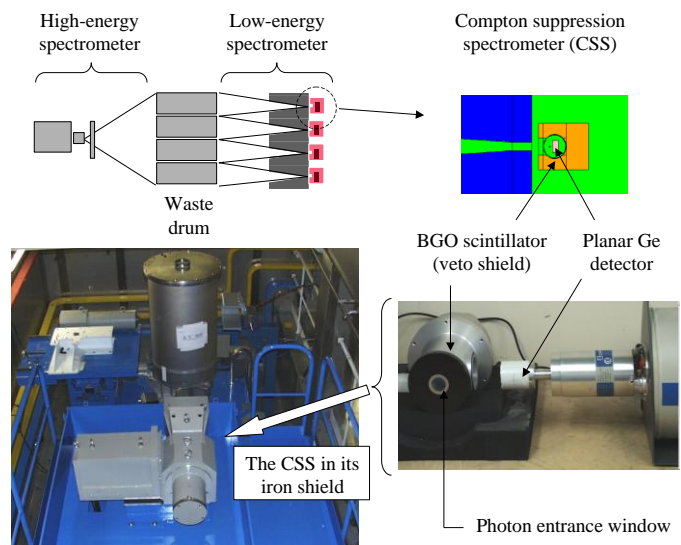 High-energy
spectrometer
Low-energy
spectrometer
Compton suppression
spectrometer (CSS)
Waste
drum
BGO scintillator
(veto shield)
Planar Ge
detector
The CSS in its
iron shield
Photon entrance window